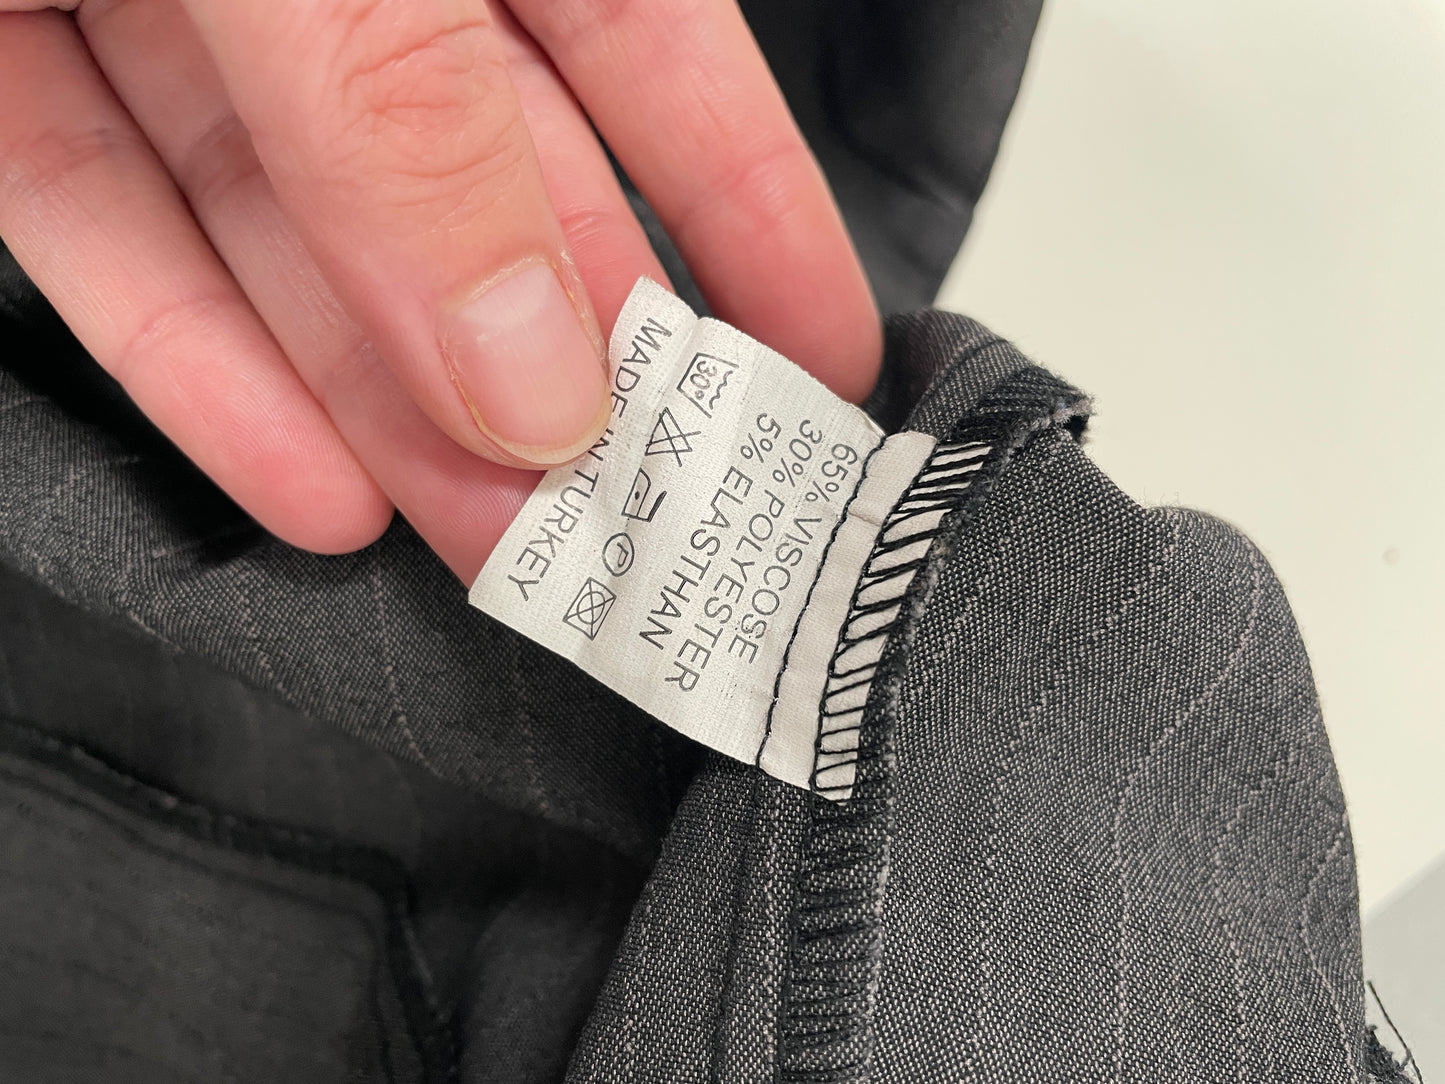 65% VISCOSE
30% POLYESTER
5% ELASTHAN
30° P
MADE IN TURKEY